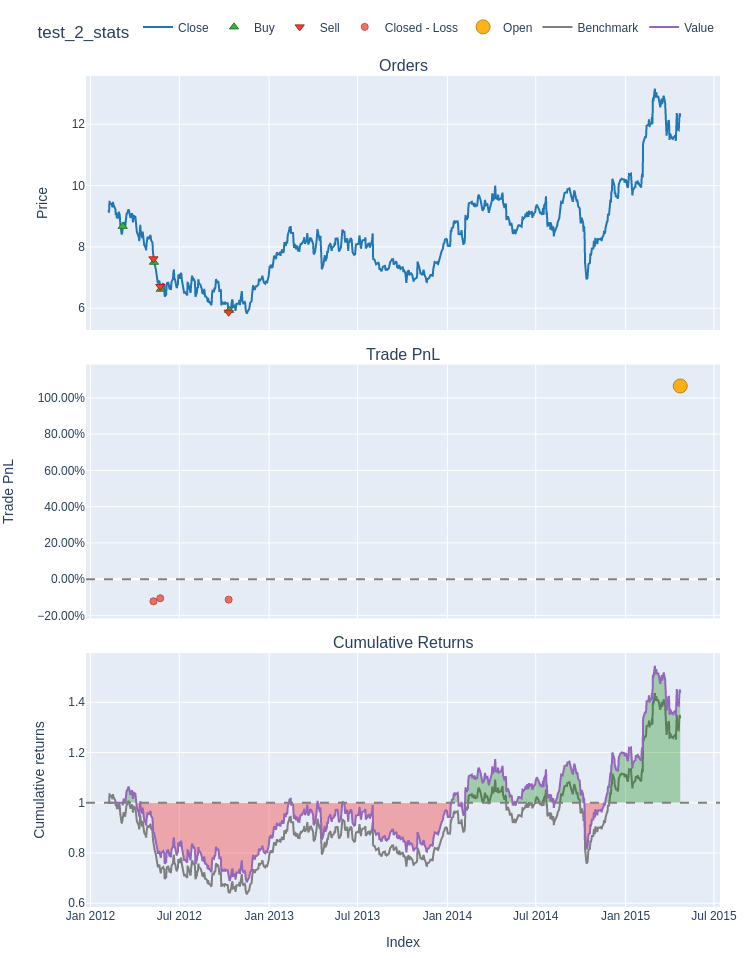 test_2_stats
Close Buy Sell Closed - Loss Open Benchmark Value
Orders
12
10
8
6
Price
Trade PnL
100.00%
80.00%
60.00%
40.00%
20.00%
0.00%
−20.00%
Trade PnL
Cumulative Returns
1.4
1.2
1
0.8
0.6
Cumulative returns
Jan 2012 Jul 2012 Jan 2013 Jul 2013 Jan 2014 Jul 2014 Jan 2015 Jul 2015
Index